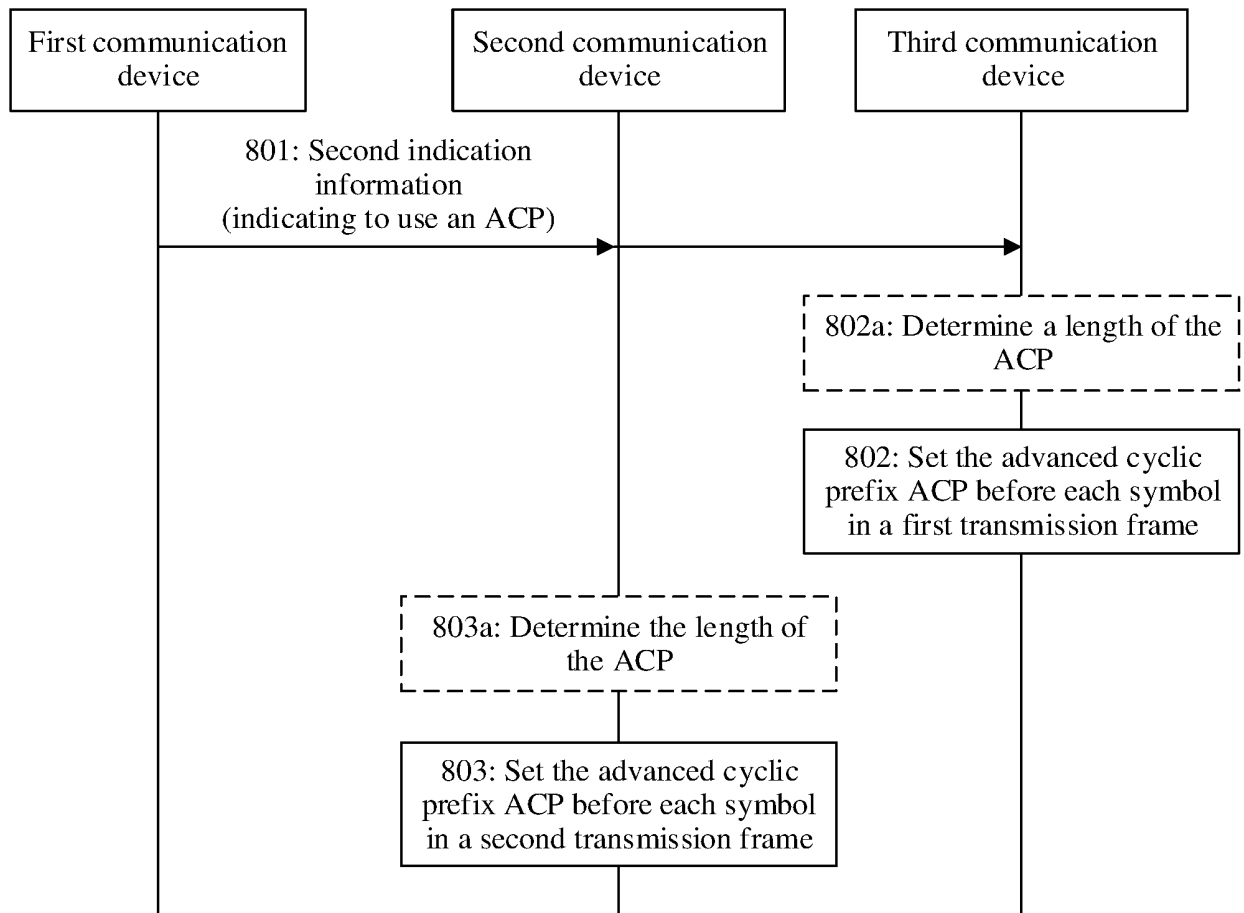 First communication
device
Second communication
device
Third communication
device
801: Second indication
information
(indicating to use an ACP)
802a: Determine a length of the
ACP
802: Set the advanced cyclic
prefix ACP before each symbol
in a first transmission frame
803a: Determine the length of
the ACP
803: Set the advanced cyclic
prefix ACP before each symbol
in a second transmission frame